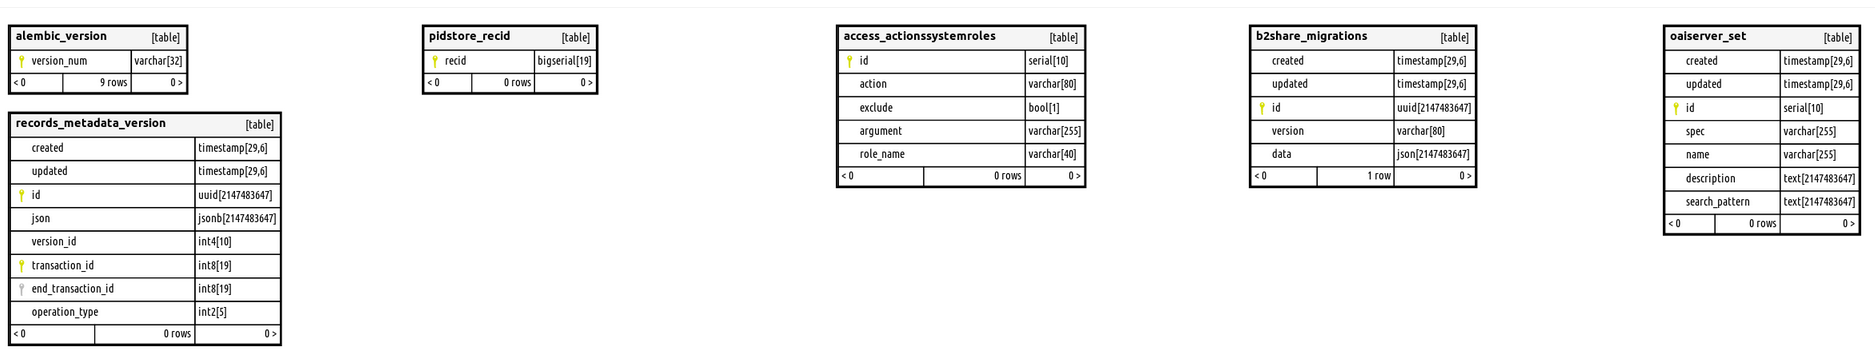 alembic_version [table]
version_num varchar[32]
< 0 9 rows 0 >
records_metadata_version [table]
created timestamp[29,6]
updated timestamp[29,6]
id uuid[2147483647]
json jsonb[2147483647]
version_id int4[10]
transaction_id int8[19]
end_transaction_id int8[19]
operation_type int2[5]
< 0 0 rows 0 >
pidstore_recid [table]
recid bigserial[19]
< 0 0 rows 0 >
access_actionssystemroles [table]
id serial[10]
action varchar[80]
exclude bool[1]
argument varchar[255]
role_name varchar[40]
< 0 0 rows 0 >
b2share_migrations [table]
created timestamp[29,6]
updated timestamp[29,6]
id uuid[2147483647]
version varchar[80]
data json[2147483647]
< 0 1 row 0 >
oaiserver_set [table]
created timestamp[29,6]
updated timestamp[29,6]
id serial[10]
spec varchar[255]
name varchar[255]
description text[2147483647]
search_pattern text[2147483647]
< 0 0 rows 0 >